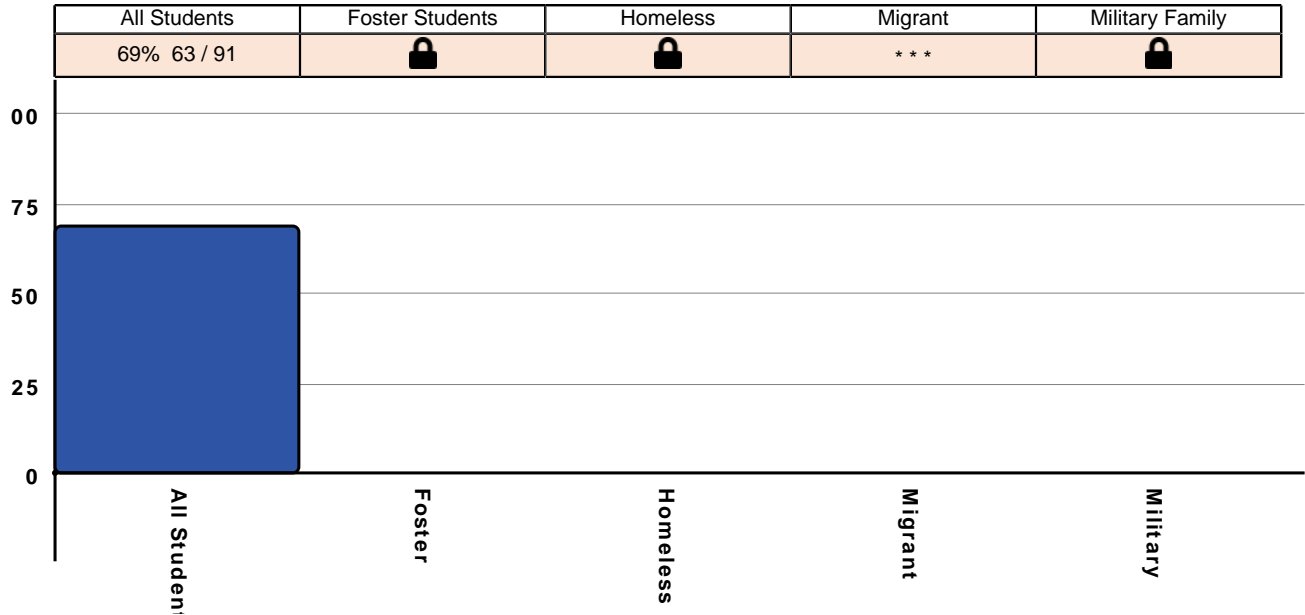 All Students Foster Students Homeless Migrant Military Family
69% 63 / 91 * * *
00
75
50
25
0
All Student
Foster
Homeless
Migrant
Military